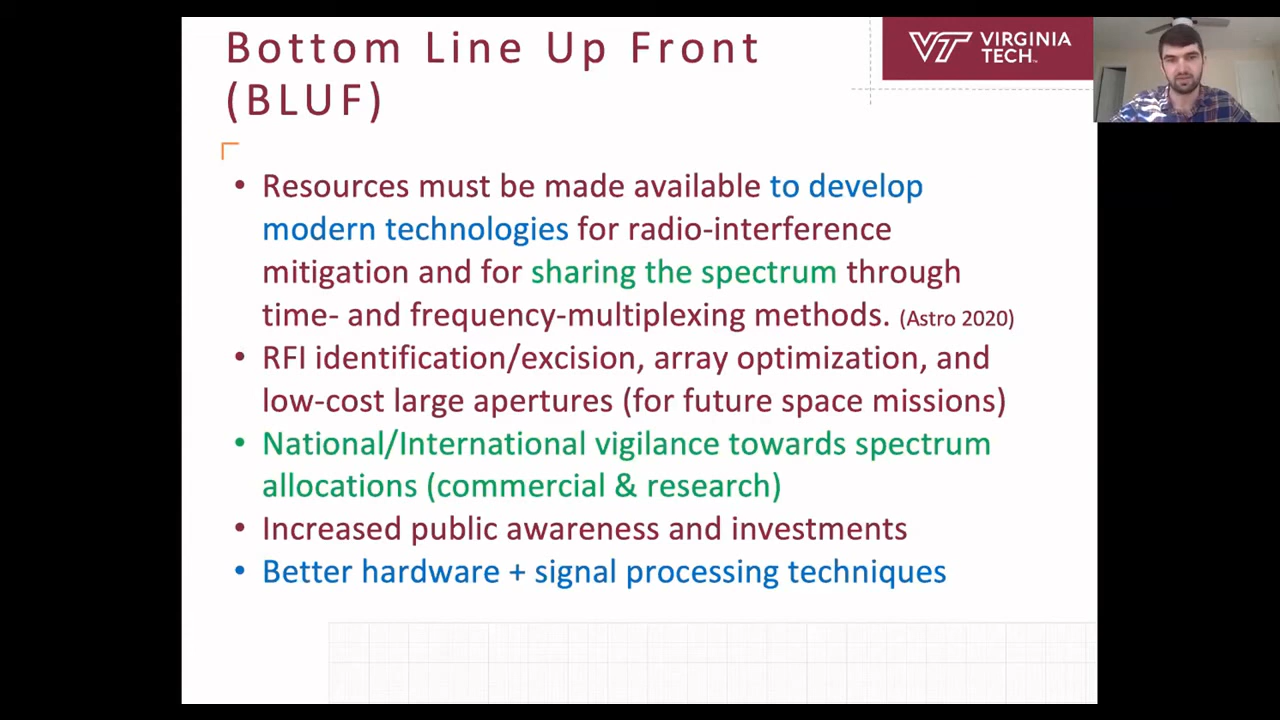 Bottom Line Up Front
(BLUF)
VT VIRGINIA
TECH™
• Resources must be made available to develop
modern technologies for radio-interference
mitigation and for sharing the spectrum through
time- and frequency-multiplexing methods. (Astro 2020)
• RFI identification/excision, array optimization, and
low-cost large apertures (for future space missions)
• National/International vigilance towards spectrum
allocations (commercial & research)
• Increased public awareness and investments
• Better hardware + signal processing techniques